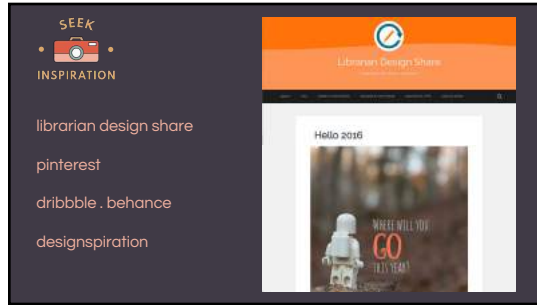 SEEK
INSPIRATION
librarian design share
pinterest
dribbble . behance
designspiration
Librarian Design Share
Hello 2016
WHERE WILL YOU
GO
THIS YEAR?